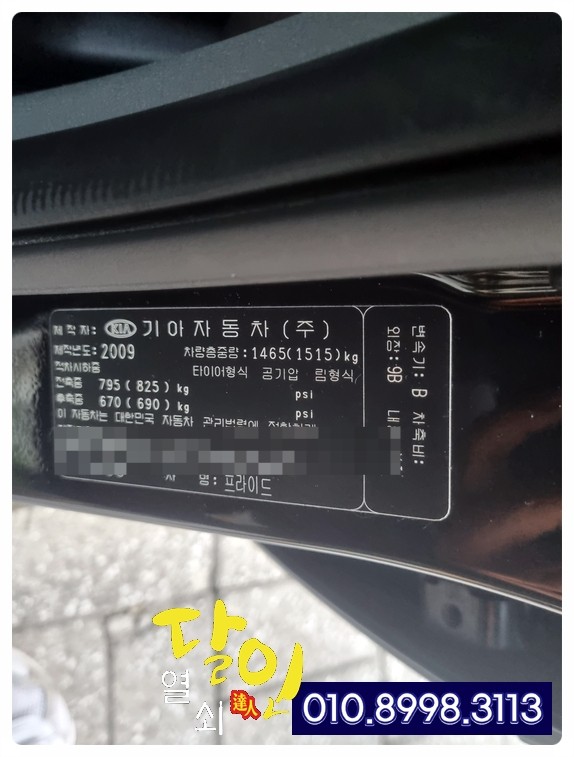 제작자: KIA 기아자동차(주)
제작년도: 2009 차량총중량: 1465(1515)kg
적차시하중 타이어형식 공기압 림형식
전축중 795 (825) kg psi
후축중 670 (690) kg psi
이 자동차는 대한민국 자동차 관리법령에
차 명: 프라이드
변속기: B 차축비:
외장: 9B 내
달인
열쇠
達人
010.8998.3113